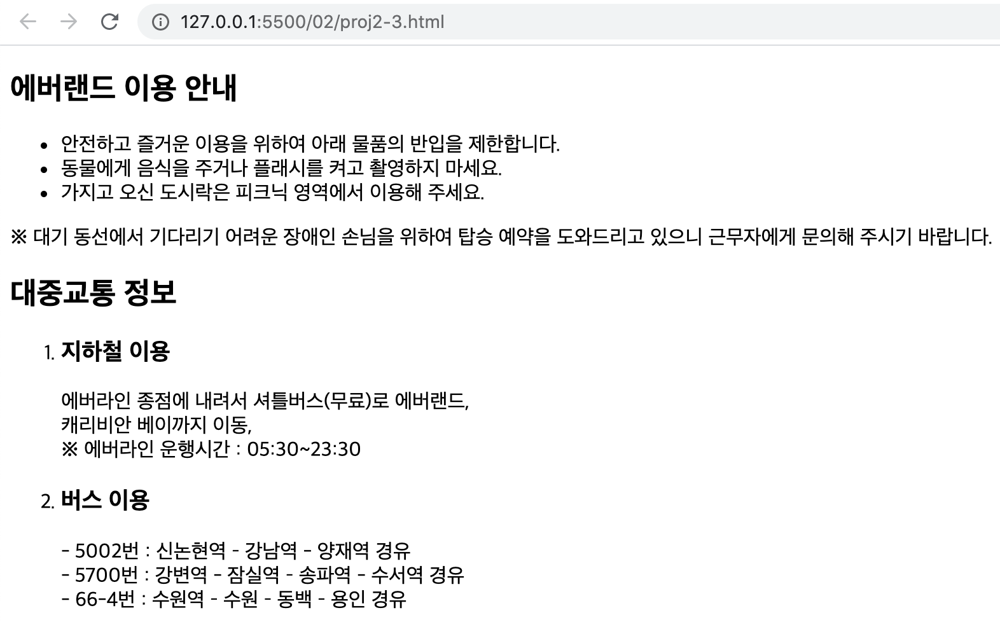 127.0.0.1:5500/02/proj2-3.html
에버랜드 이용 안내
• 안전하고 즐거운 이용을 위하여 아래 물품의 반입을 제한합니다.
• 동물에게 음식을 주거나 플래시를 켜고 촬영하지 마세요.
• 가지고 오신 도시락은 피크닉 영역에서 이용해 주세요.
※ 대기 동선에서 기다리기 어려운 장애인 손님을 위하여 탑승 예약을 도와드리고 있으니 근무자에게 문의해 주시기 바랍니다.
대중교통 정보
1. 지하철 이용
에버라인 종점에 내려서 셔틀버스(무료)로 에버랜드,
캐리비안 베이까지 이동,
※ 에버라인 운행시간 : 05:30~23:30
2. 버스 이용
- 5002번 : 신논현역 - 강남역 - 양재역 경유
- 5700번 : 강변역 - 잠실역 - 송파역 - 수서역 경유
- 66-4번 : 수원역 - 수원 - 동백 - 용인 경유